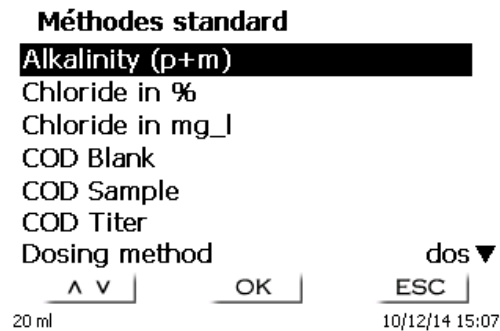 Méthodes standard
Alkalinity (p+m)
Chloride in %
Chloride in mg_l
COD Blank
COD Sample
COD Titer
Dosing method dos▼
∧ ∨ OK ESC
20 ml 10/12/14 15:07